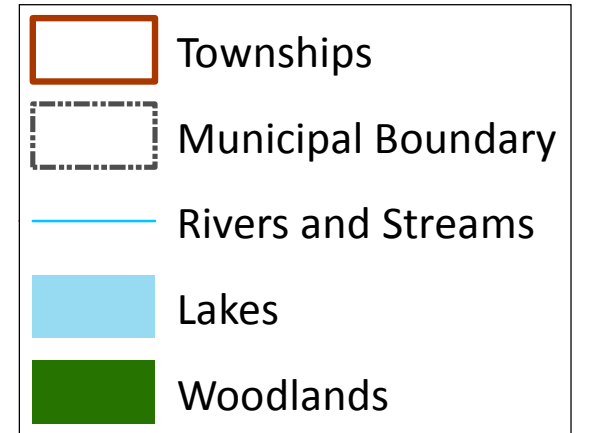 Townships
Municipal Boundary
Rivers and Streams
Lakes
Woodlands